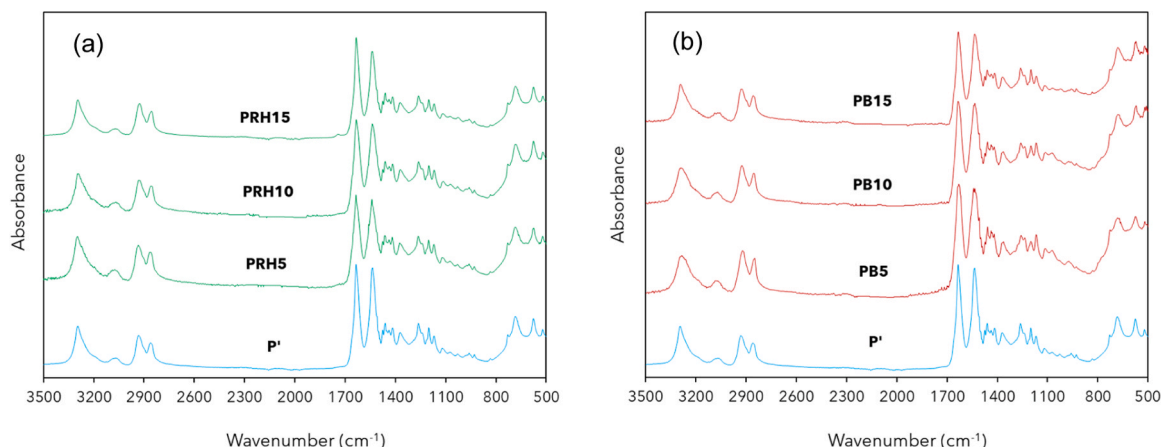 (a)
PRH15
PRH10
PRH5
P'
Absorbance
3500 3200 2900 2600 2300 2000 1700 1400 1100 800 500
Wavenumber (cm-1)
(b)
PB15
PB10
PB5
P'
Absorbance
3500 3200 2900 2600 2300 2000 1700 1400 1100 800 500
Wavenumber (cm-1)